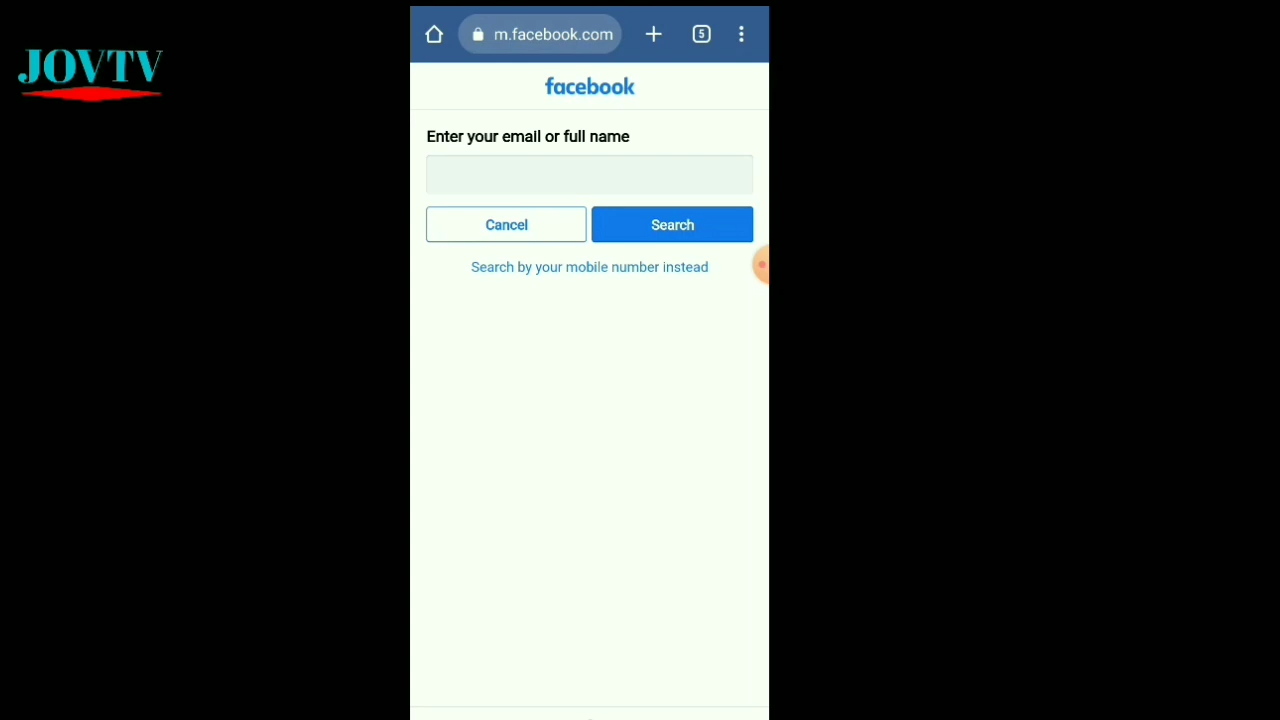 JOVTV
m.facebook.com
5
facebook
Enter your email or full name
Cancel
Search
Search by your mobile number instead